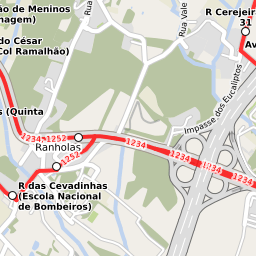 ão de Meninos
nagem)
Rua
Rua Vale
R Cerejei
31
do César
Col Ramalhão)
Av
Impasse dos Eucaliptos
s (Quinta
1234 1252
Ranholas
1252
1234
1234
1234
1234
R das Cevadinhas
(Escola Nacional
de Bombeiros)